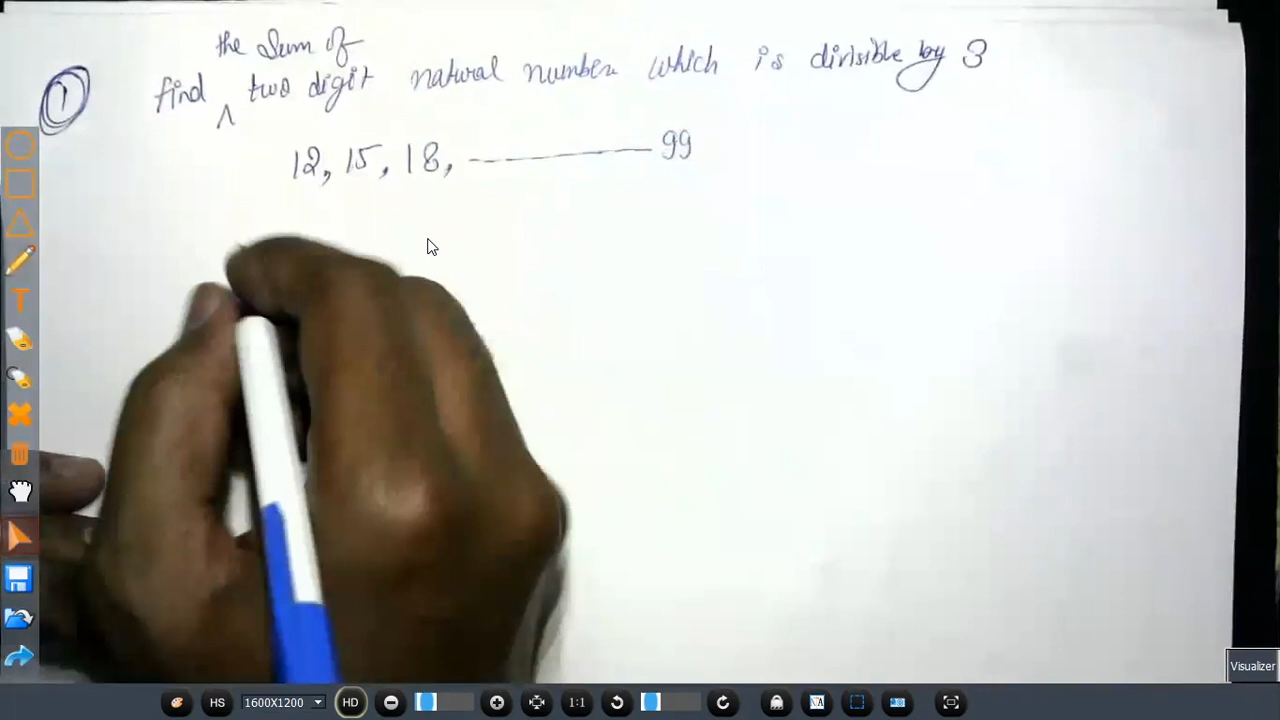 the Sum of
① find ^ two digit natural number which is divisible by 3
12, 15, 18, ———— 99
T
Visualizer
HS 1600X1200 HD 1:1 A